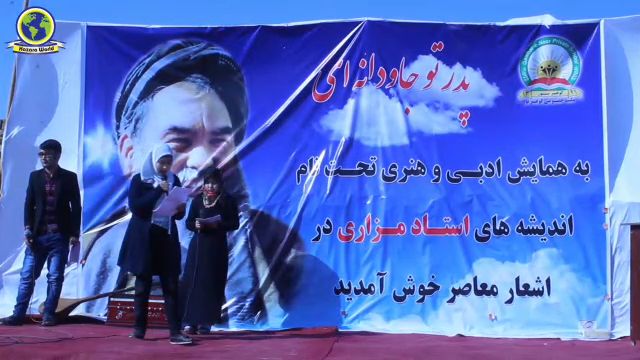 Hazara World
پدر تو جاودانه ای
به همایش ادبی و هنری تحت نام
اندیشه های استاد مزاری در
اشعار معاصر خوش آمدید